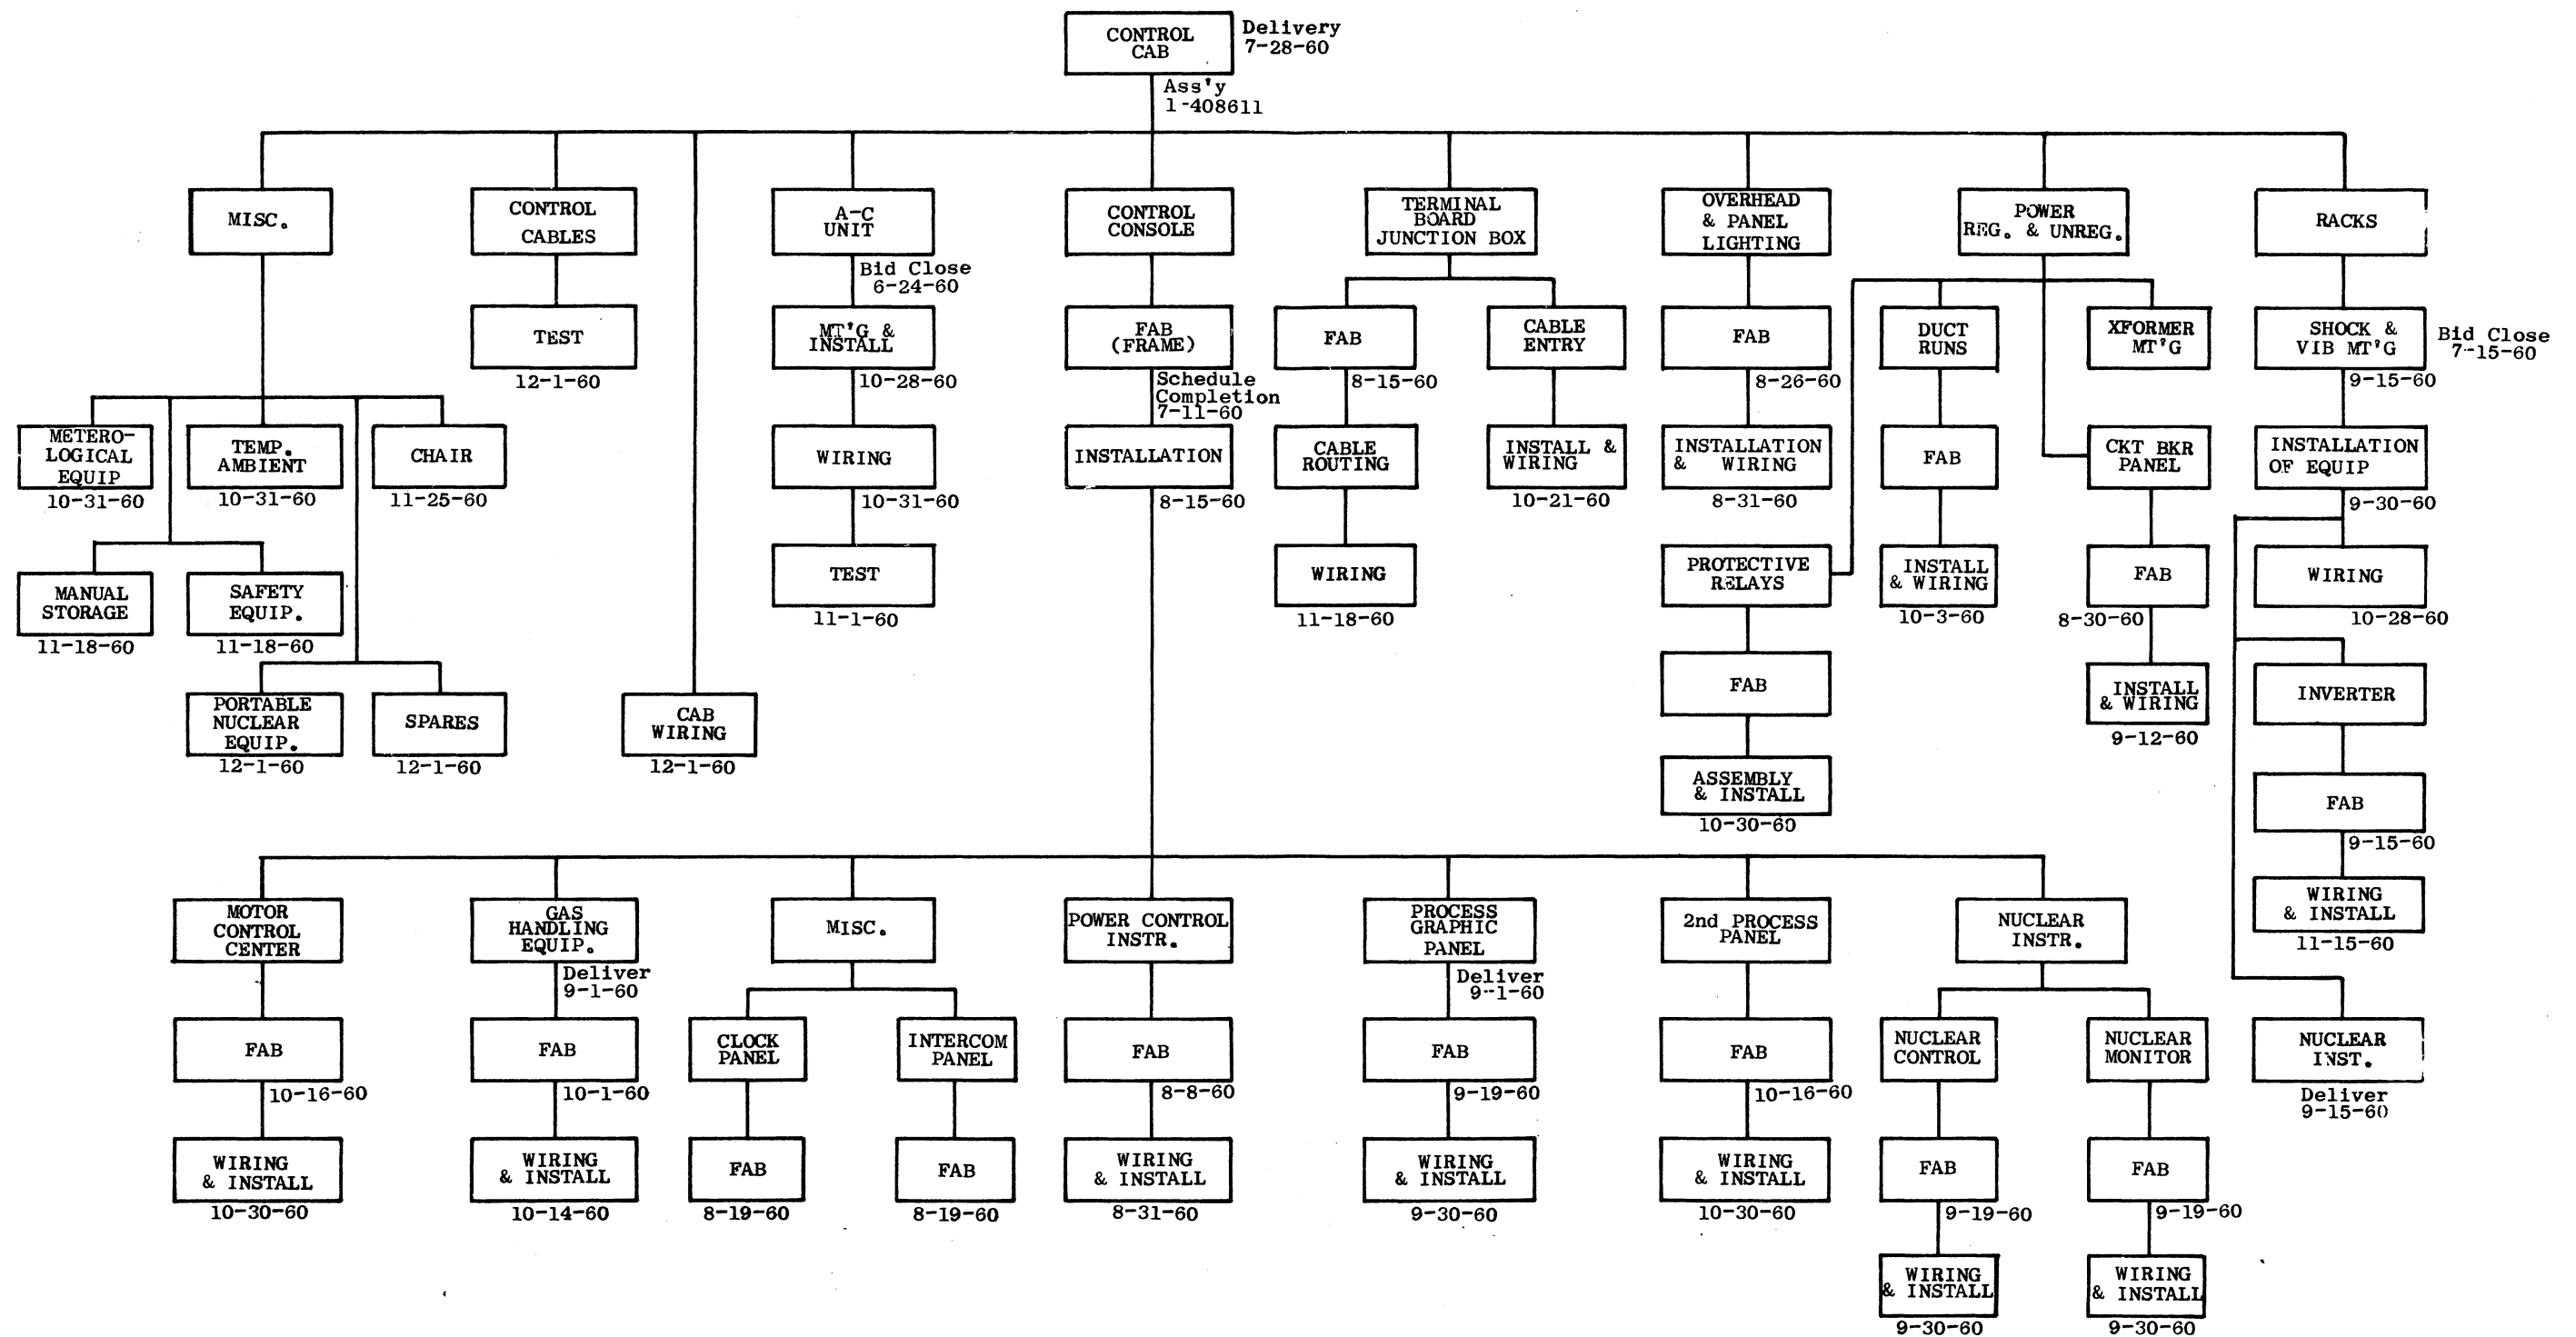 CONTROL
CAB
Delivery
7-28-60
Ass'y
1-408611
MISC.
CONTROL
CABLES
A-C
UNIT
CONTROL
CONSOLE
TERMINAL
BOARD
JUNCTION BOX
OVERHEAD
& PANEL
LIGHTING
POWER
REG. & UNREG.
RACKS
Bid Close
6-24-60
TEST
12-1-60
MT'G &
INSTALL
10-28-60
FAB
(FRAME)
Schedule
Completion
7-11-60
FAB
8-15-60
CABLE
ENTRY
FAB
8-26-60
DUCT
RUNS
XFORMER
MT'G
SHOCK &
VIB MT'G
9-15-60
Bid Close
7-15-60
METERO-
LOGICAL
EQUIP
10-31-60
TEMP.
AMBIENT
10-31-60
CHAIR
11-25-60
WIRING
10-31-60
INSTALLATION
8-15-60
CABLE
ROUTING
INSTALL &
WIRING
10-21-60
INSTALLATION
& WIRING
8-31-60
FAB
CKT BKR
PANEL
INSTALLATION
OF EQUIP
9-30-60
MANUAL
STORAGE
11-18-60
SAFETY
EQUIP.
11-18-60
TEST
11-1-60
WIRING
11-18-60
PROTECTIVE
RELAYS
INSTALL
& WIRING
10-3-60
FAB
8-30-60
WIRING
10-28-60
PORTABLE
NUCLEAR
EQUIP.
12-1-60
SPARES
12-1-60
CAB
WIRING
12-1-60
FAB
INSTALL
& WIRING
9-12-60
INVERTER
ASSEMBLY
& INSTALL
10-30-60
FAB
9-15-60
WIRING
& INSTALL
11-15-60
MOTOR
CONTROL
CENTER
GAS
HANDLING
EQUIP.
Deliver
9-1-60
MISC.
POWER CONTROL
INSTR.
PROCESS
GRAPHIC
PANEL
Deliver
9-1-60
2nd PROCESS
PANEL
NUCLEAR
INSTR.
FAB
10-16-60
FAB
10-1-60
CLOCK
PANEL
INTERCOM
PANEL
FAB
8-8-60
FAB
9-19-60
FAB
10-16-60
NUCLEAR
CONTROL
NUCLEAR
MONITOR
NUCLEAR
INST.
Deliver
9-15-60
WIRING
& INSTALL
10-30-60
WIRING
& INSTALL
10-14-60
FAB
8-19-60
FAB
8-19-60
WIRING
& INSTALL
8-31-60
WIRING
& INSTALL
9-30-60
WIRING
& INSTALL
10-30-60
FAB
9-19-60
FAB
9-19-60
WIRING
& INSTALL
9-30-60
WIRING
& INSTALL
9-30-60